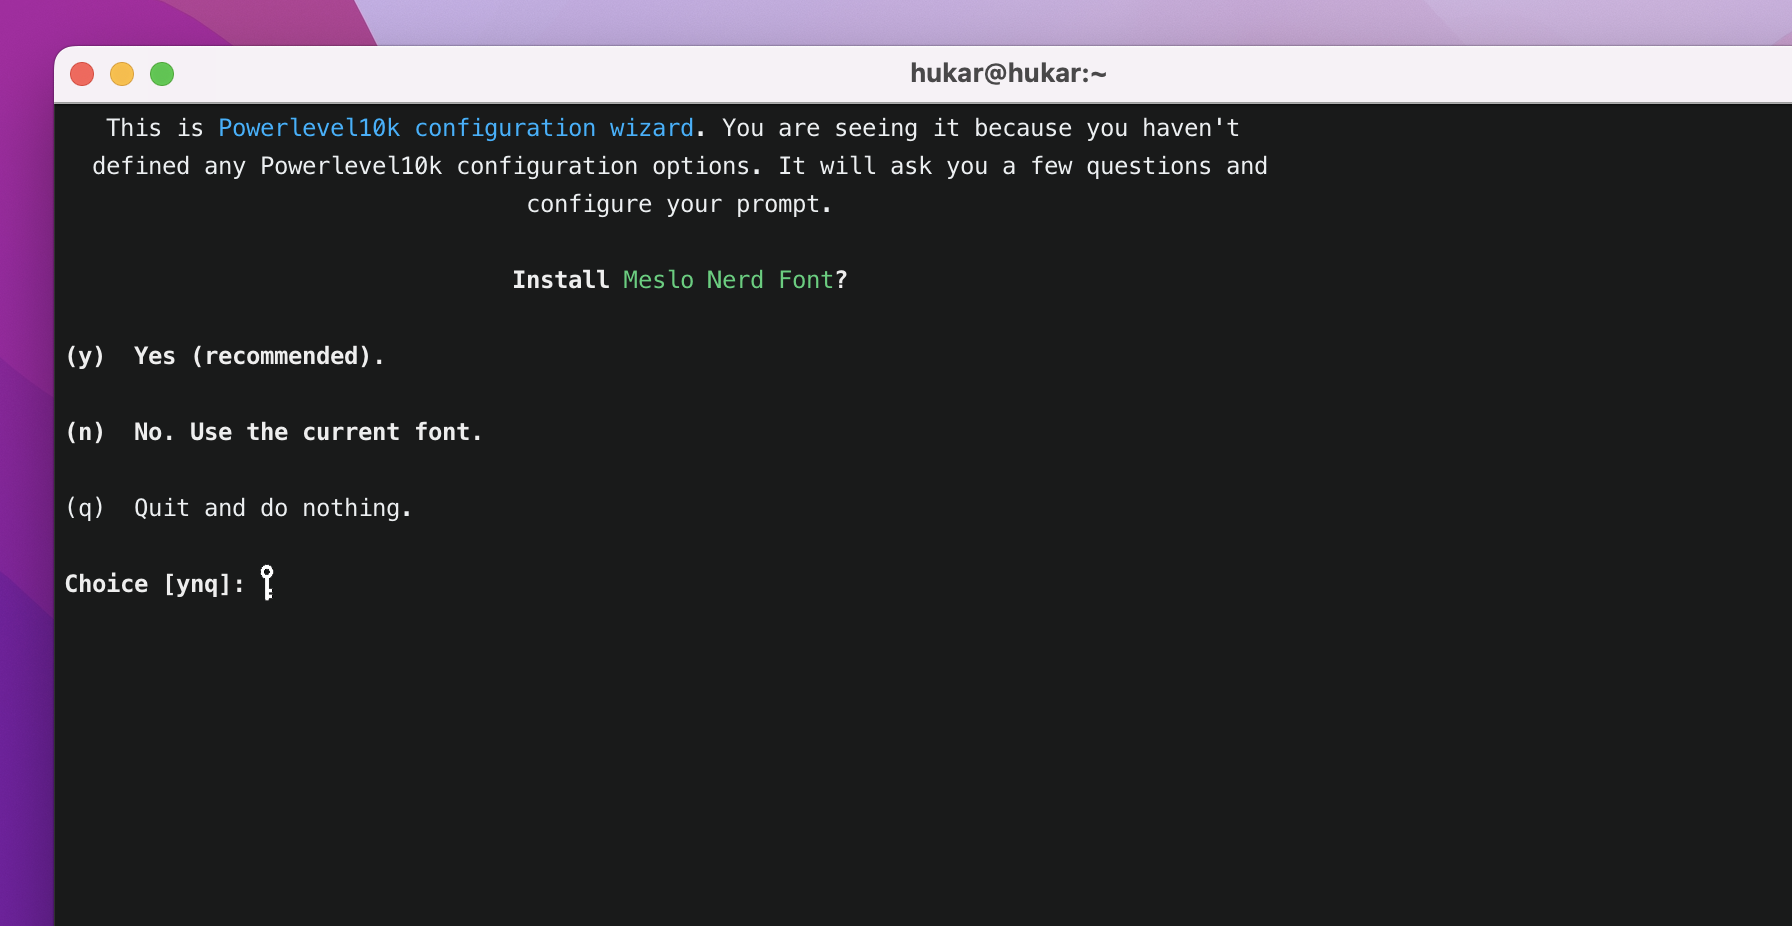 hukar@hukar:~
This is Powerlevel10k configuration wizard. You are seeing it because you haven't
defined any Powerlevel10k configuration options. It will ask you a few questions and
configure your prompt.
Install Meslo Nerd Font?
(y)  Yes (recommended).
(n)  No. Use the current font.
(q)  Quit and do nothing.
Choice [ynq]: